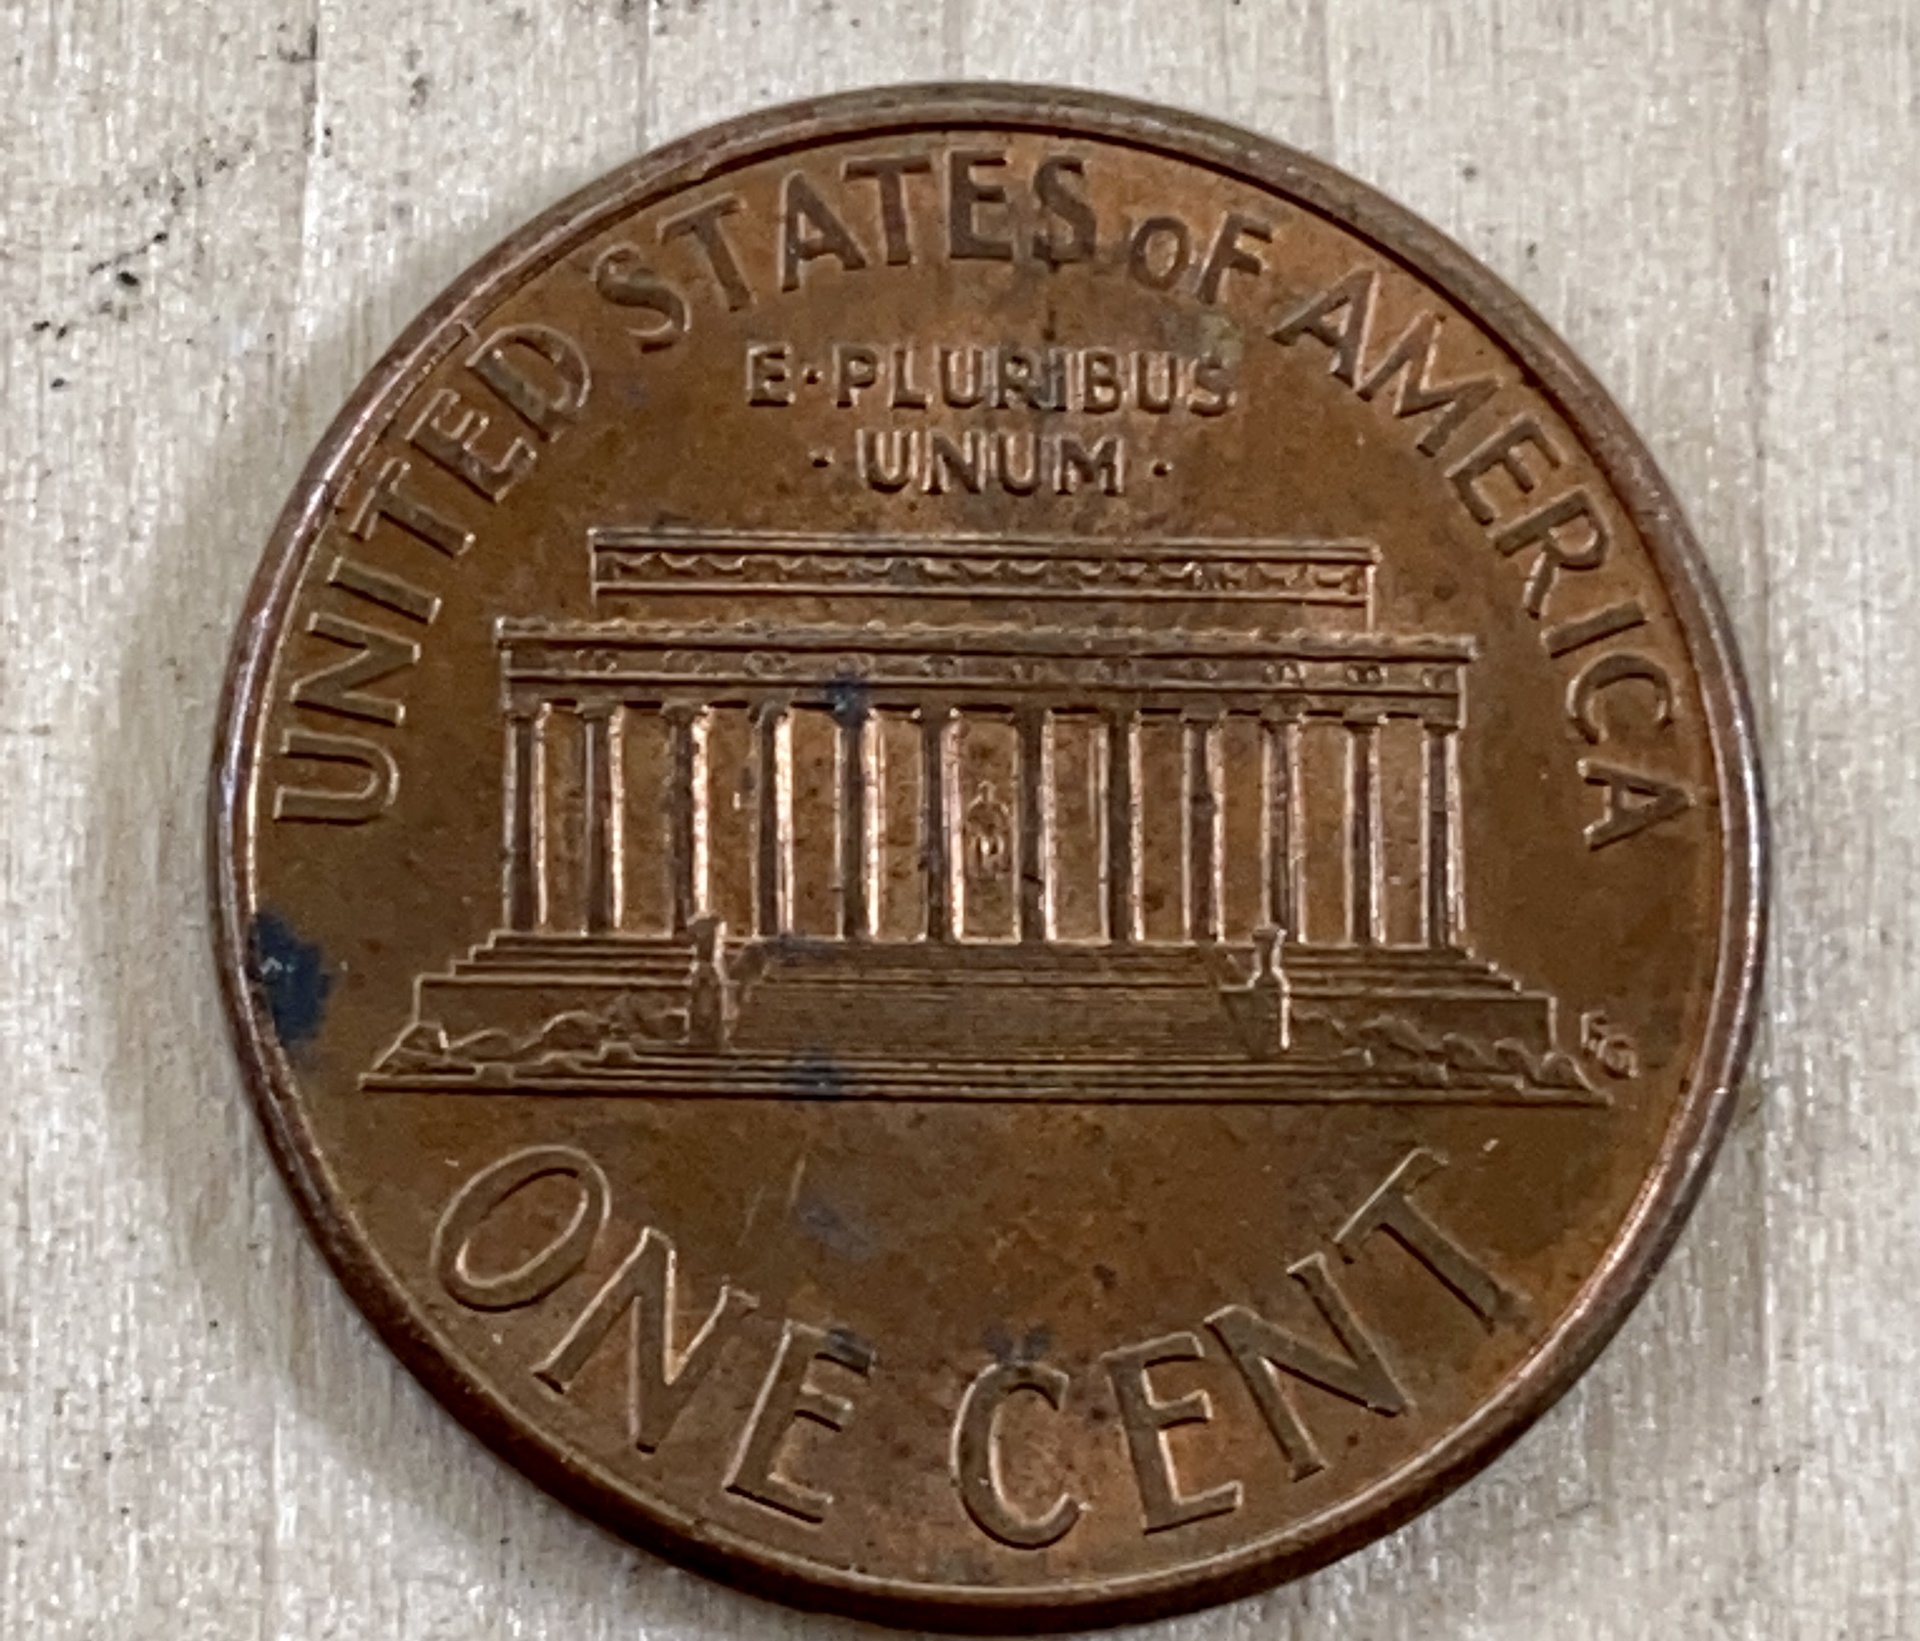 UNITED STATES OF AMERICA
E·PLURIBUS
·UNUM·
FG
ONE CENT